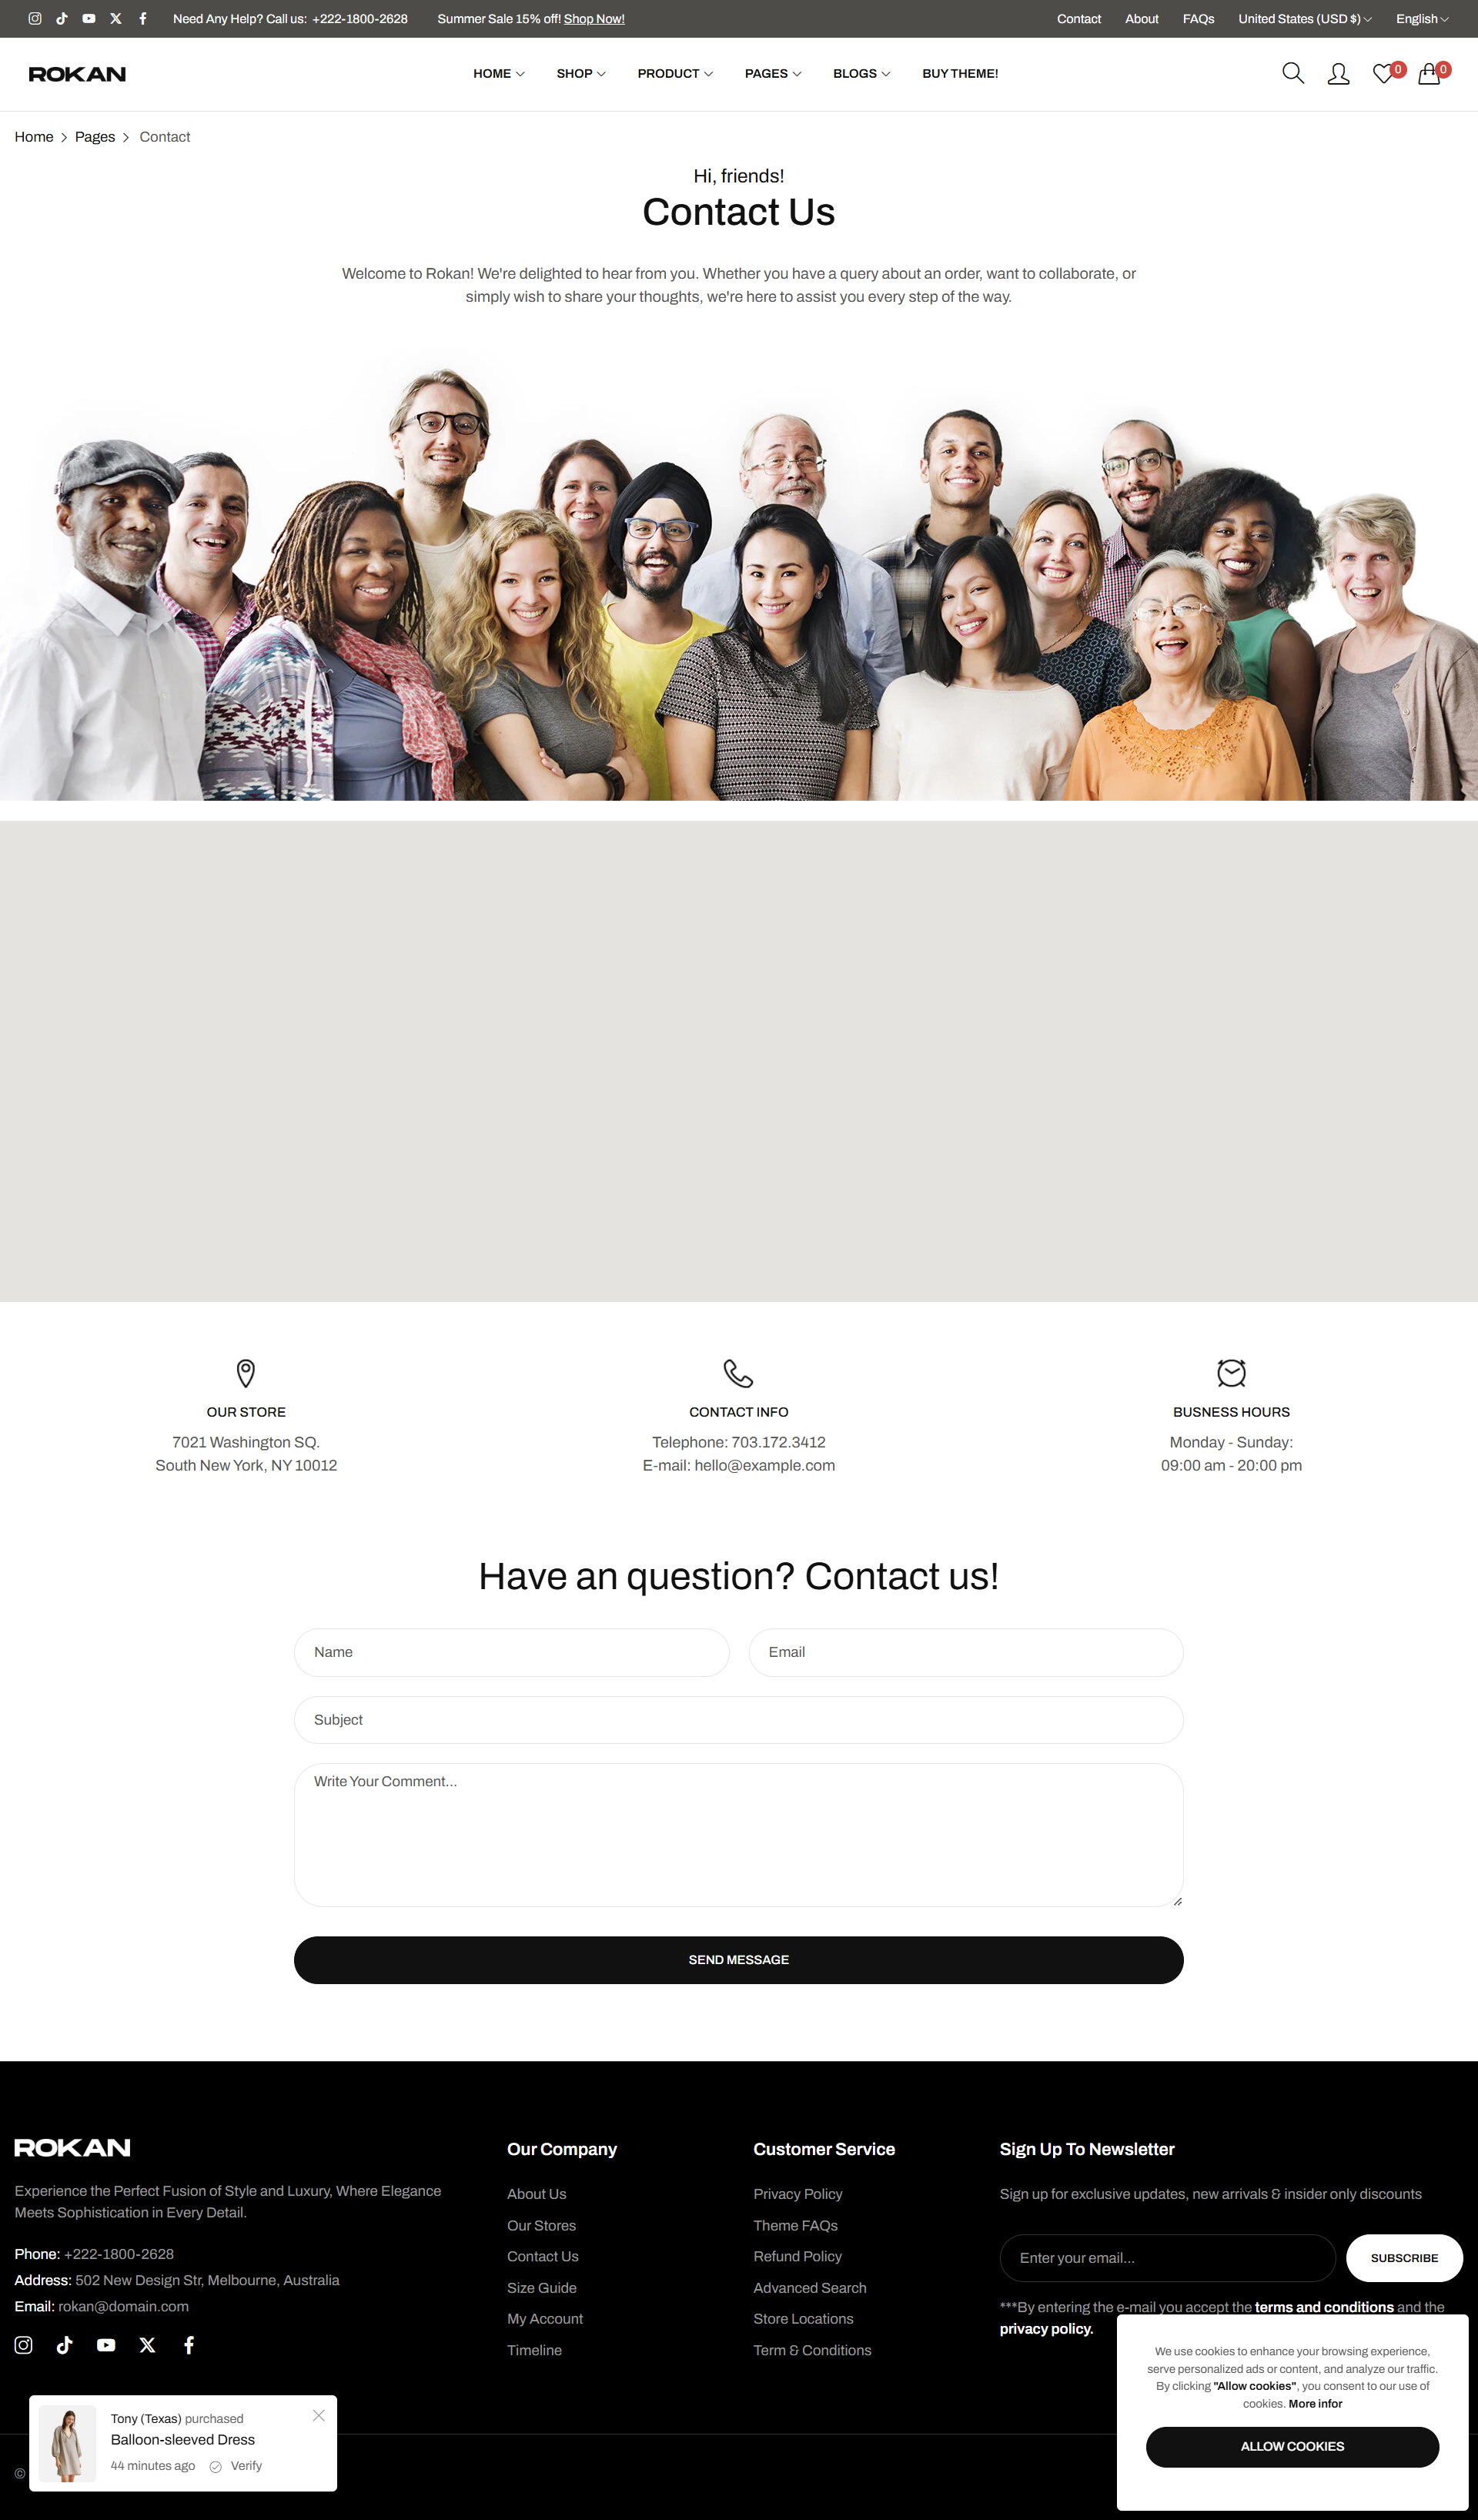 Need Any Help? Call us: +222-1800-2628
Summer Sale 15% off! Shop Now!
Contact
About
FAQs
United States (USD $)
English
ROKAN
HOME
SHOP
PRODUCT
PAGES
BLOGS
BUY THEME!
0
0
Home
Pages
Contact
Hi, friends!
Contact Us
Welcome to Rokan! We're delighted to hear from you. Whether you have a query about an order, want to collaborate, or
simply wish to share your thoughts, we're here to assist you every step of the way.
OUR STORE
7021 Washington SQ.
South New York, NY 10012
CONTACT INFO
Telephone: 703.172.3412
E-mail: hello@example.com
BUSNESS HOURS
Monday - Sunday:
09:00 am - 20:00 pm
Have an question? Contact us!
Name
Email
Subject
Write Your Comment...
SEND MESSAGE
ROKAN
Experience the Perfect Fusion of Style and Luxury, Where Elegance
Meets Sophistication in Every Detail.
Phone: +222-1800-2628
Address: 502 New Design Str, Melbourne, Australia
Email: rokan@domain.com
Our Company
About Us
Our Stores
Contact Us
Size Guide
My Account
Timeline
Customer Service
Privacy Policy
Theme FAQs
Refund Policy
Advanced Search
Store Locations
Term & Conditions
Sign Up To Newsletter
Sign up for exclusive updates, new arrivals & insider only discounts
Enter your email...
SUBSCRIBE
***By entering the e-mail you accept the terms and conditions and the
privacy policy.
We use cookies to enhance your browsing experience,
serve personalized ads or content, and analyze our traffic.
By clicking "Allow cookies", you consent to our use of
cookies. More infor
ALLOW COOKIES
Tony (Texas) purchased
Balloon-sleeved Dress
44 minutes ago
Verify
©